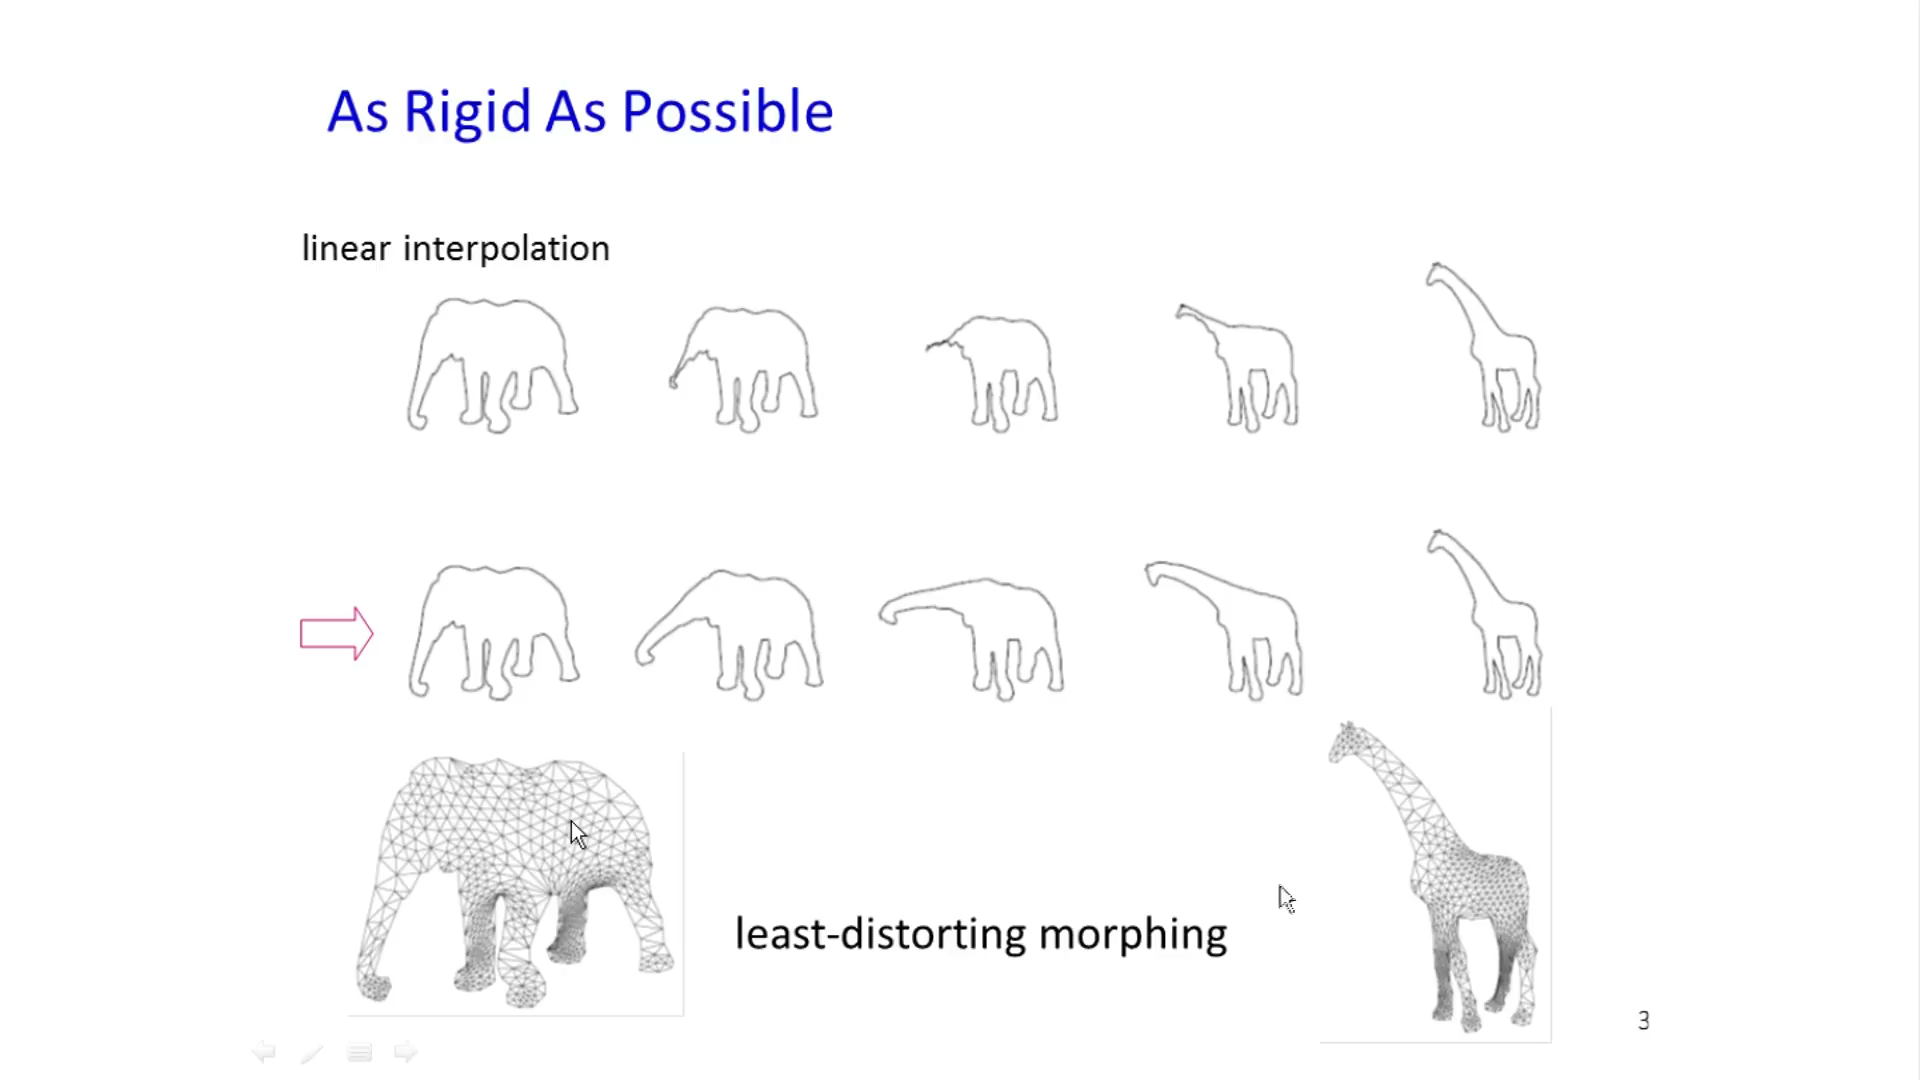 As Rigid As Possible
linear interpolation
least-distorting morphing
3